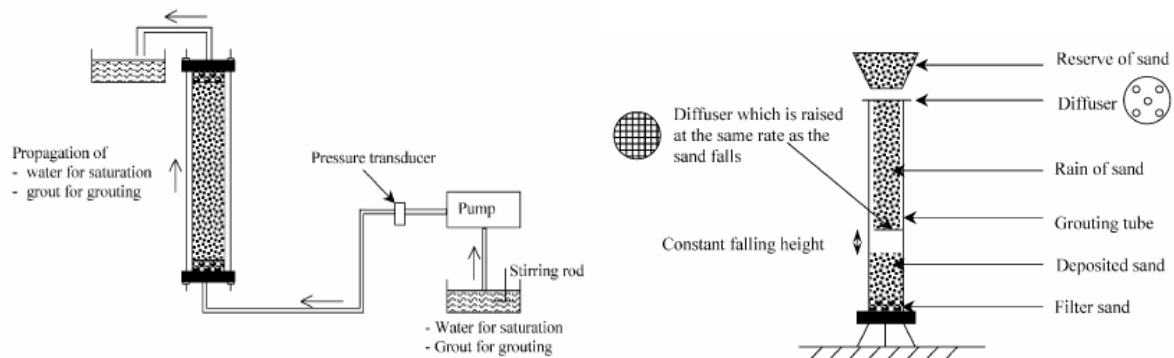 Propagation of
- water for saturation
- grout for grouting
Pressure transducer
Pump
Stirring rod
- Water for saturation
- Grout for grouting
Diffuser which is raised
at the same rate as the
sand falls
Constant falling height
Reserve of sand
Diffuser
Rain of sand
Grouting tube
Deposited sand
Filter sand